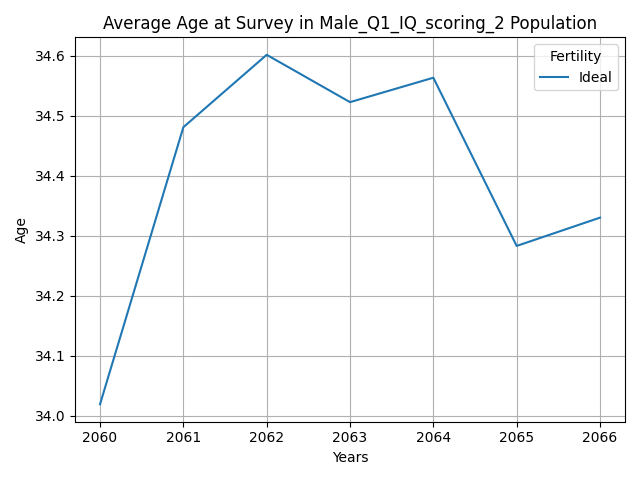 Average Age at Survey in Male_Q1_IQ_scoring_2 Population
Fertility
Ideal
34.6
34.5
34.4
34.3
34.2
34.1
34.0
Age
2060 2061 2062 2063 2064 2065 2066
Years